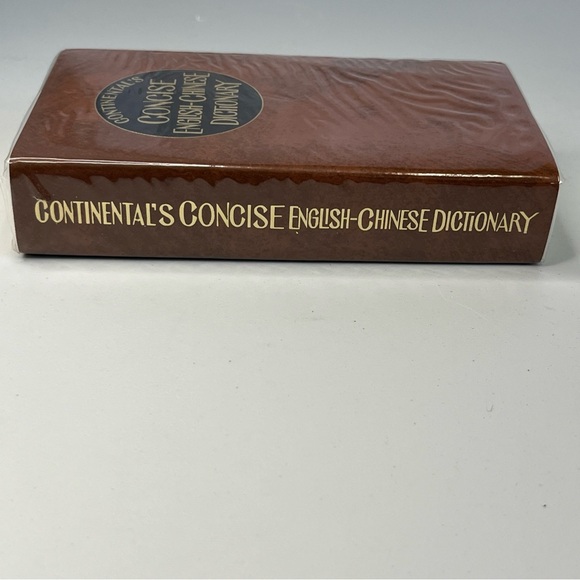 CONTINENTAL'S
CONCISE
ENGLISH-CHINESE
DICTIONARY
CONTINENTAL'S CONCISE ENGLISH-CHINESE DICTIONARY